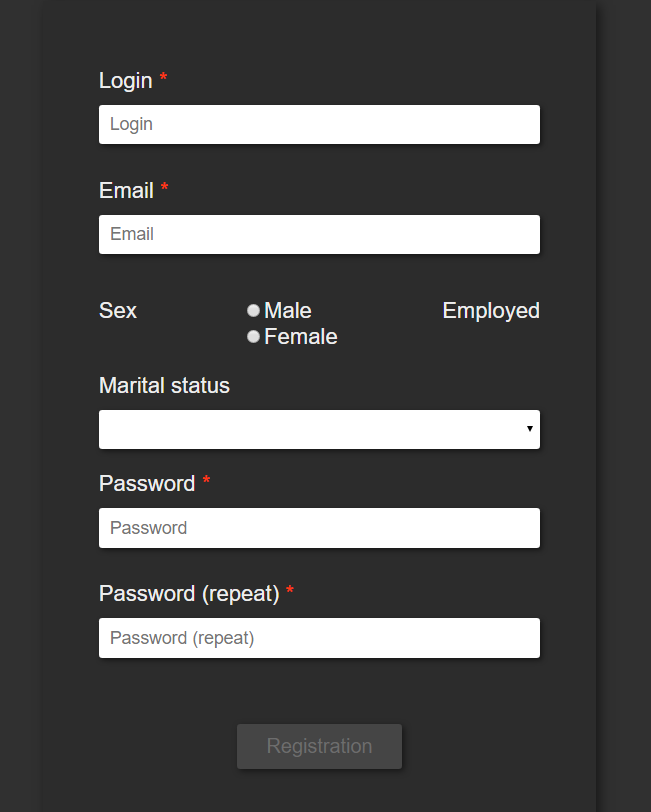 Login *
Login
Email *
Email
Sex Male Employed
Female
Marital status
Password *
Password
Password (repeat) *
Password (repeat)
Registration